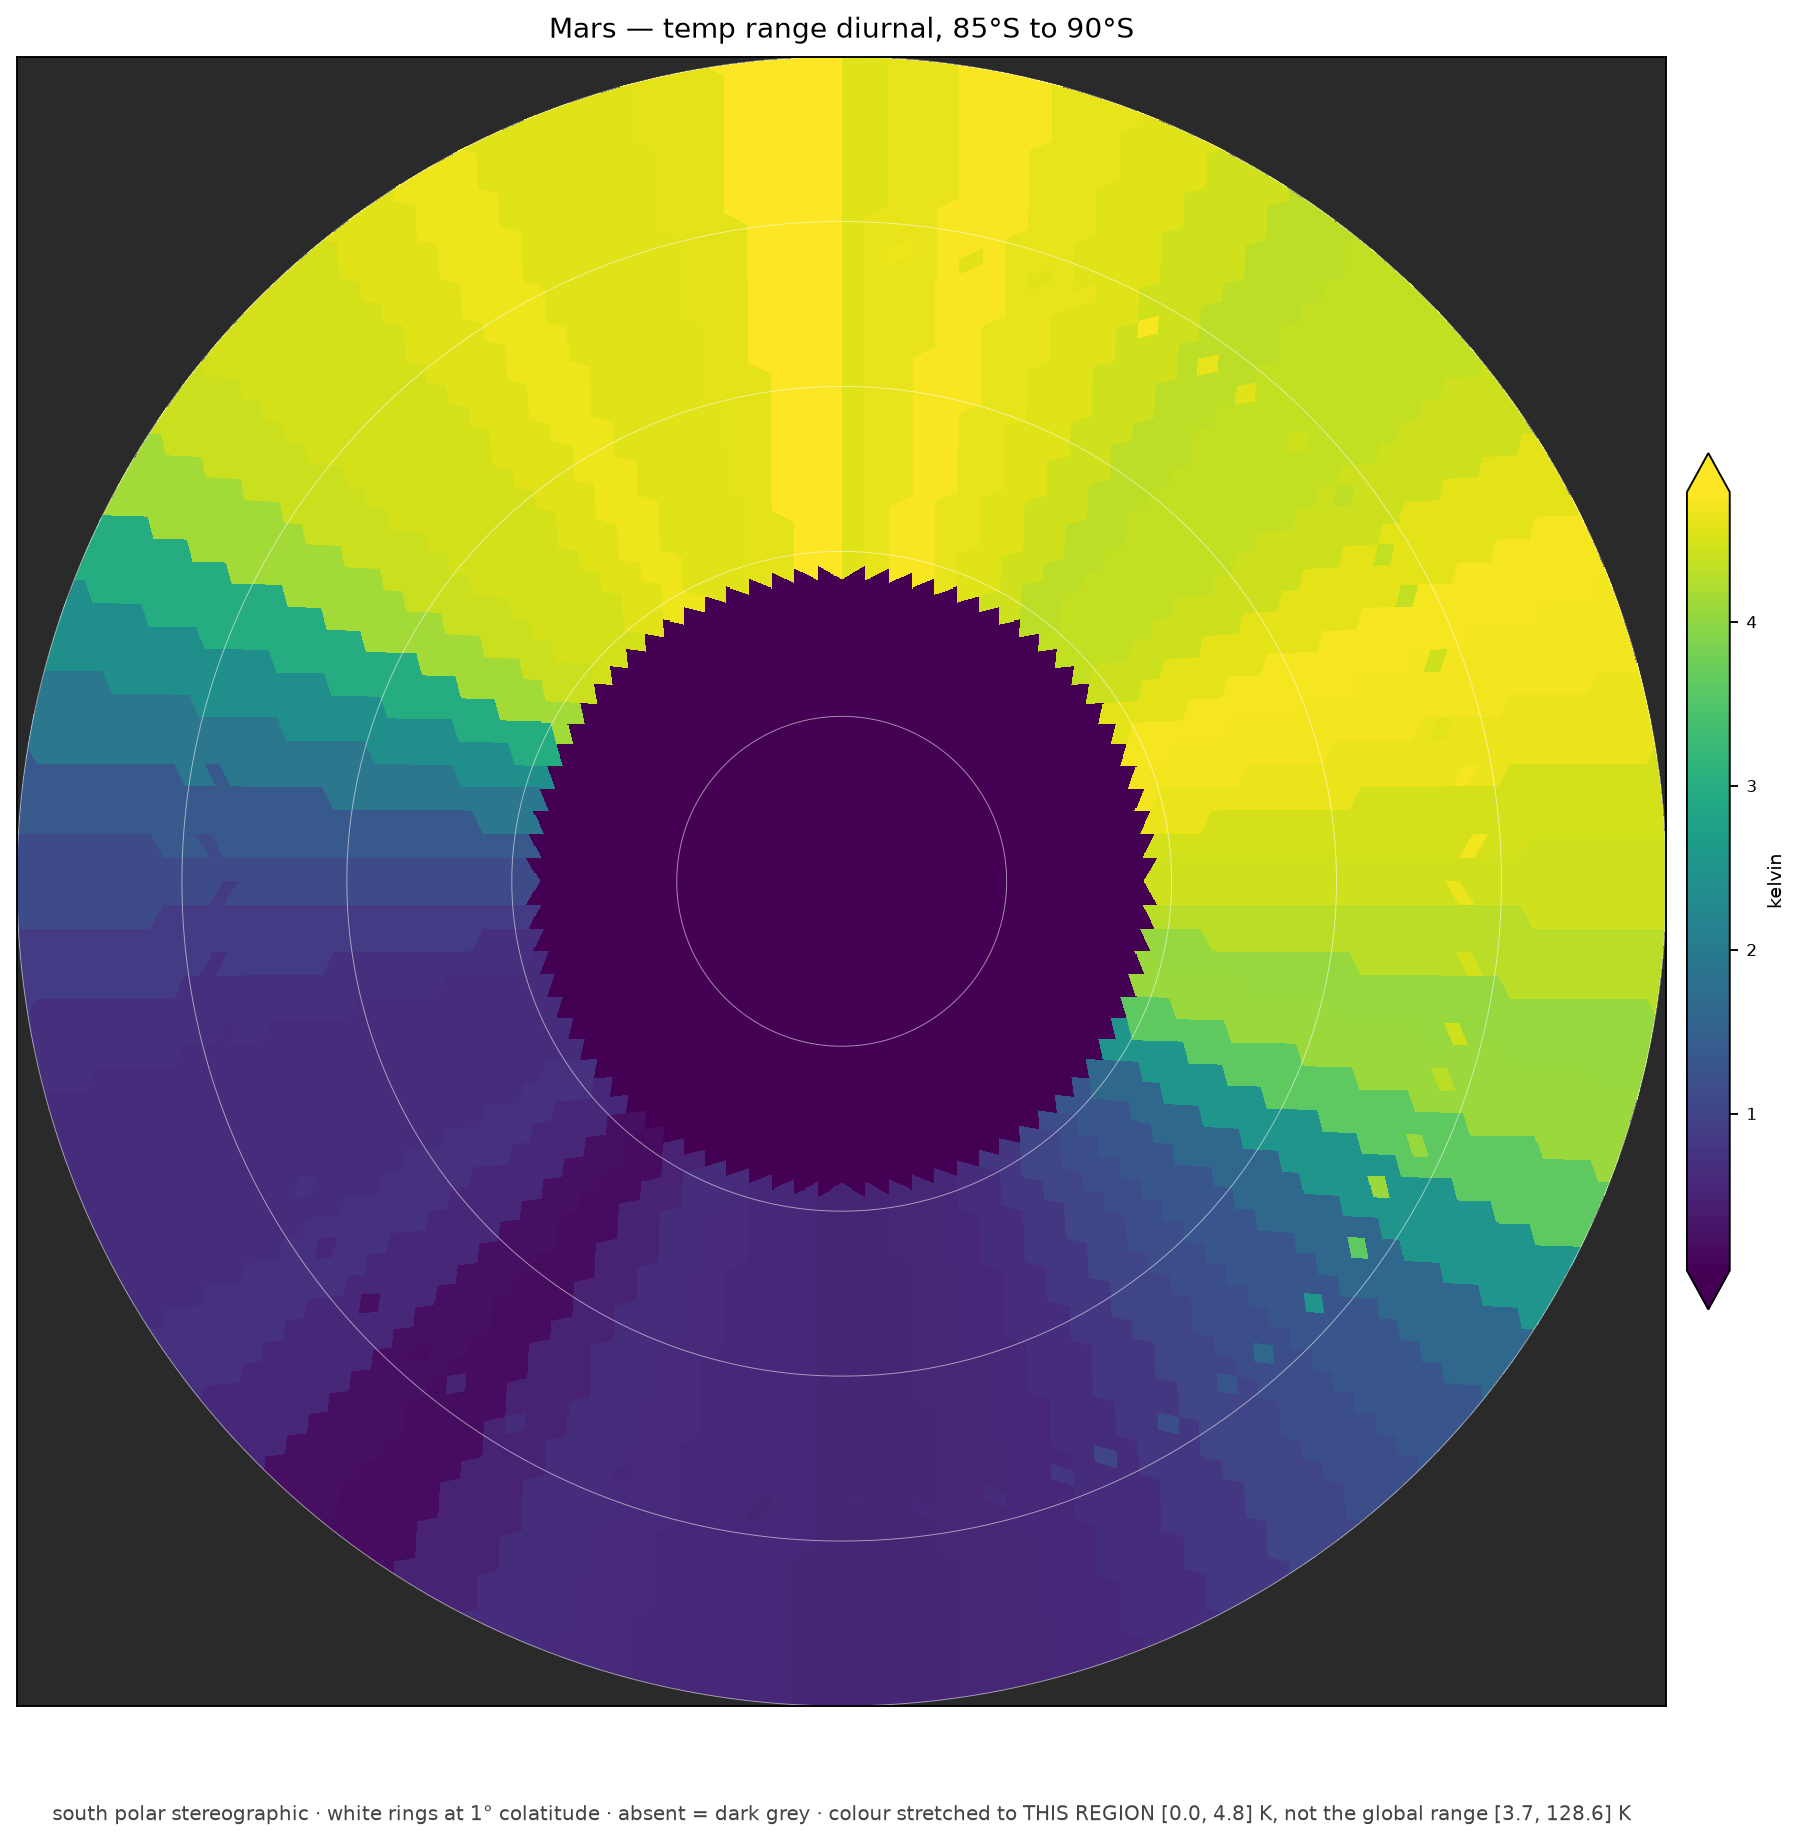 Mars — temp range diurnal, 85°S to 90°S
4
3
2
1
kelvin
south polar stereographic · white rings at 1° colatitude · absent = dark grey · colour stretched to THIS REGION [0.0, 4.8] K, not the global range [3.7, 128.6] K